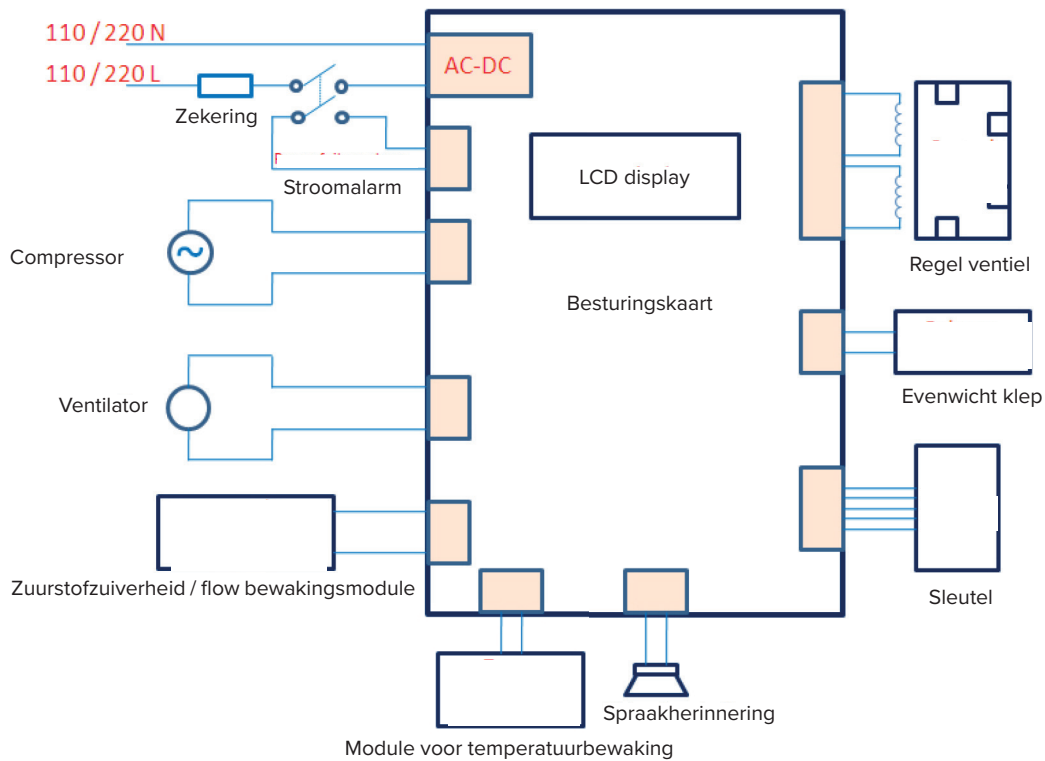 110 / 220 N
110 / 220 L
AC-DC
Zekering
Stroomalarm
LCD display
Compressor
Regel ventiel
Besturingskaart
Ventilator
Evenwicht klep
Zuurstofzuiverheid / flow bewakingsmodule
Sleutel
Spraakherinnering
Module voor temperatuurbewaking